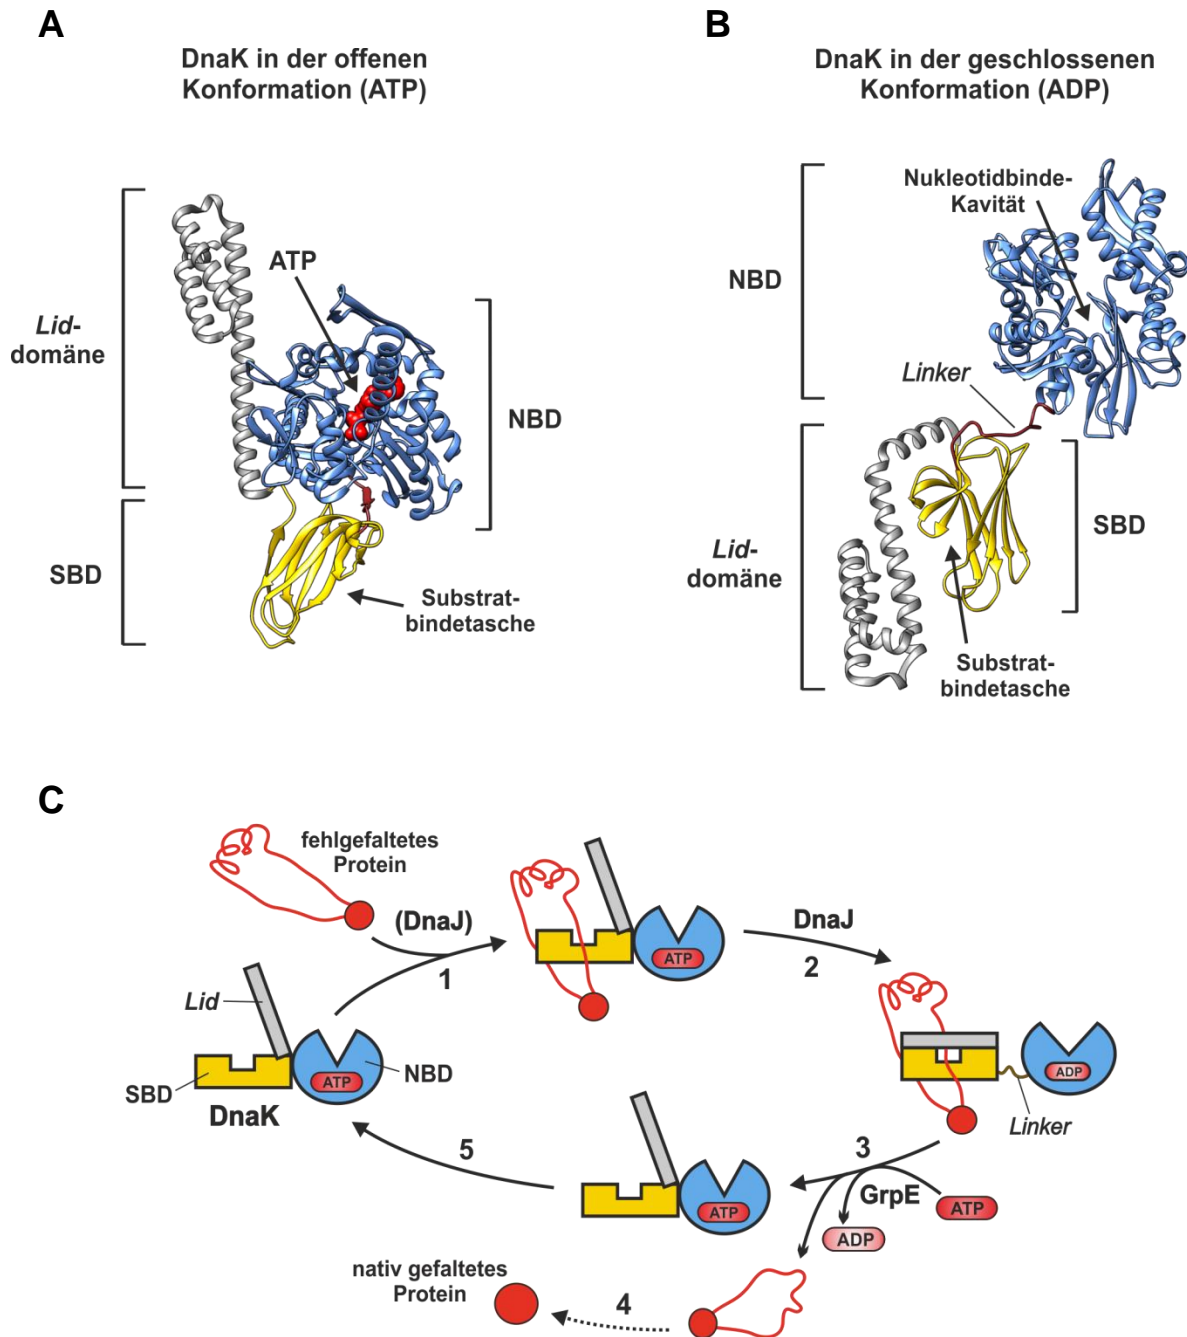 A
DnaK in der offenen
Konformation (ATP)
Lid-
domäne
ATP
NBD
SBD
Substrat-
bindetasche
B
DnaK in der geschlossenen
Konformation (ADP)
NBD
Nukleotidbinde-
Kavität
Linker
Lid-
domäne
SBD
Substrat-
bindetasche
C
fehlgefaltetes
Protein
(DnaJ)
1
ATP
DnaJ
2
Lid
SBD
ATP
NBD
DnaK
ADP
Linker
3
GrpE
ATP
ADP
5
ATP
nativ gefaltetes
Protein
4